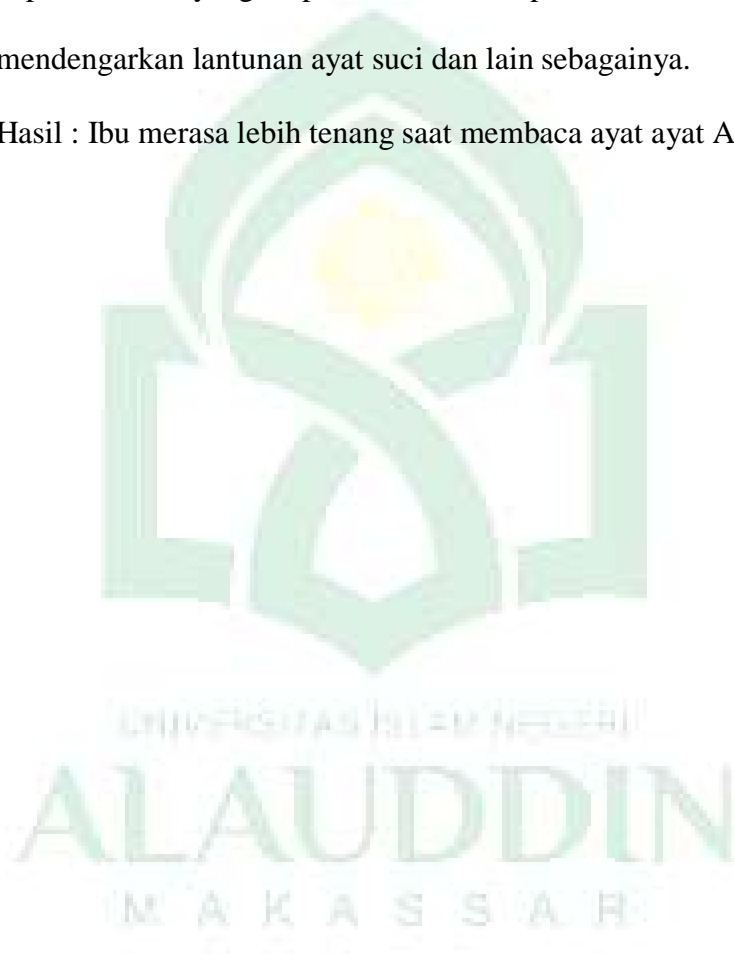 mendengarkan lantunan ayat suci dan lain sebagainya.
Hasil : Ibu merasa lebih tenang saat membaca ayat ayat A
UNIVERSITAS ISLAM NEGERI
ALAUDDIN
MAKASSAR